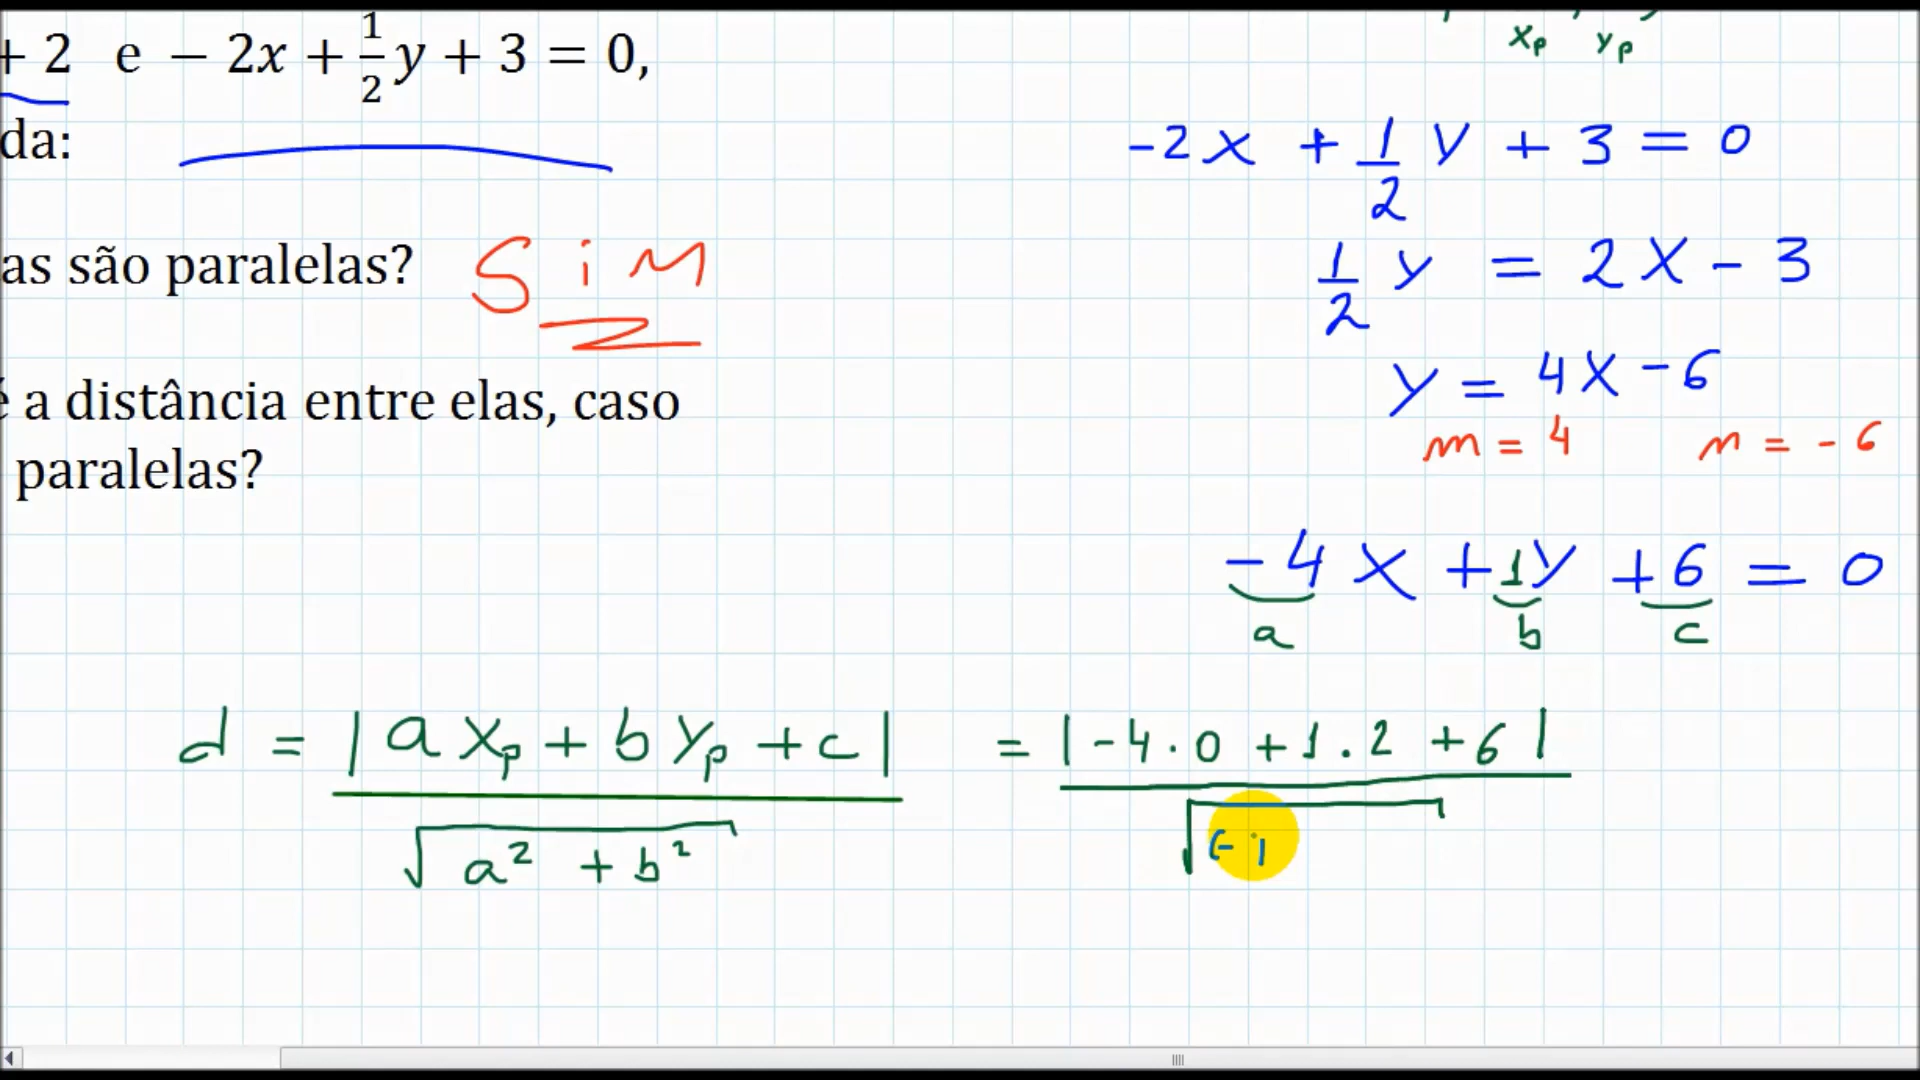 + 2 e − 2x + 1/2 y + 3 = 0,
da:
as são paralelas? SiM
é a distância entre elas, caso
paralelas?
xₚ yₚ
-2x + 1/2 y + 3 = 0
1/2 y = 2x - 3
y = 4x - 6
m = 4 n = -6
-4x + 1y + 6 = 0
a b c
d = |a xₚ + b yₚ + c| / √(a² + b²) = |-4·0 + 1.2 + 6| / √(-1